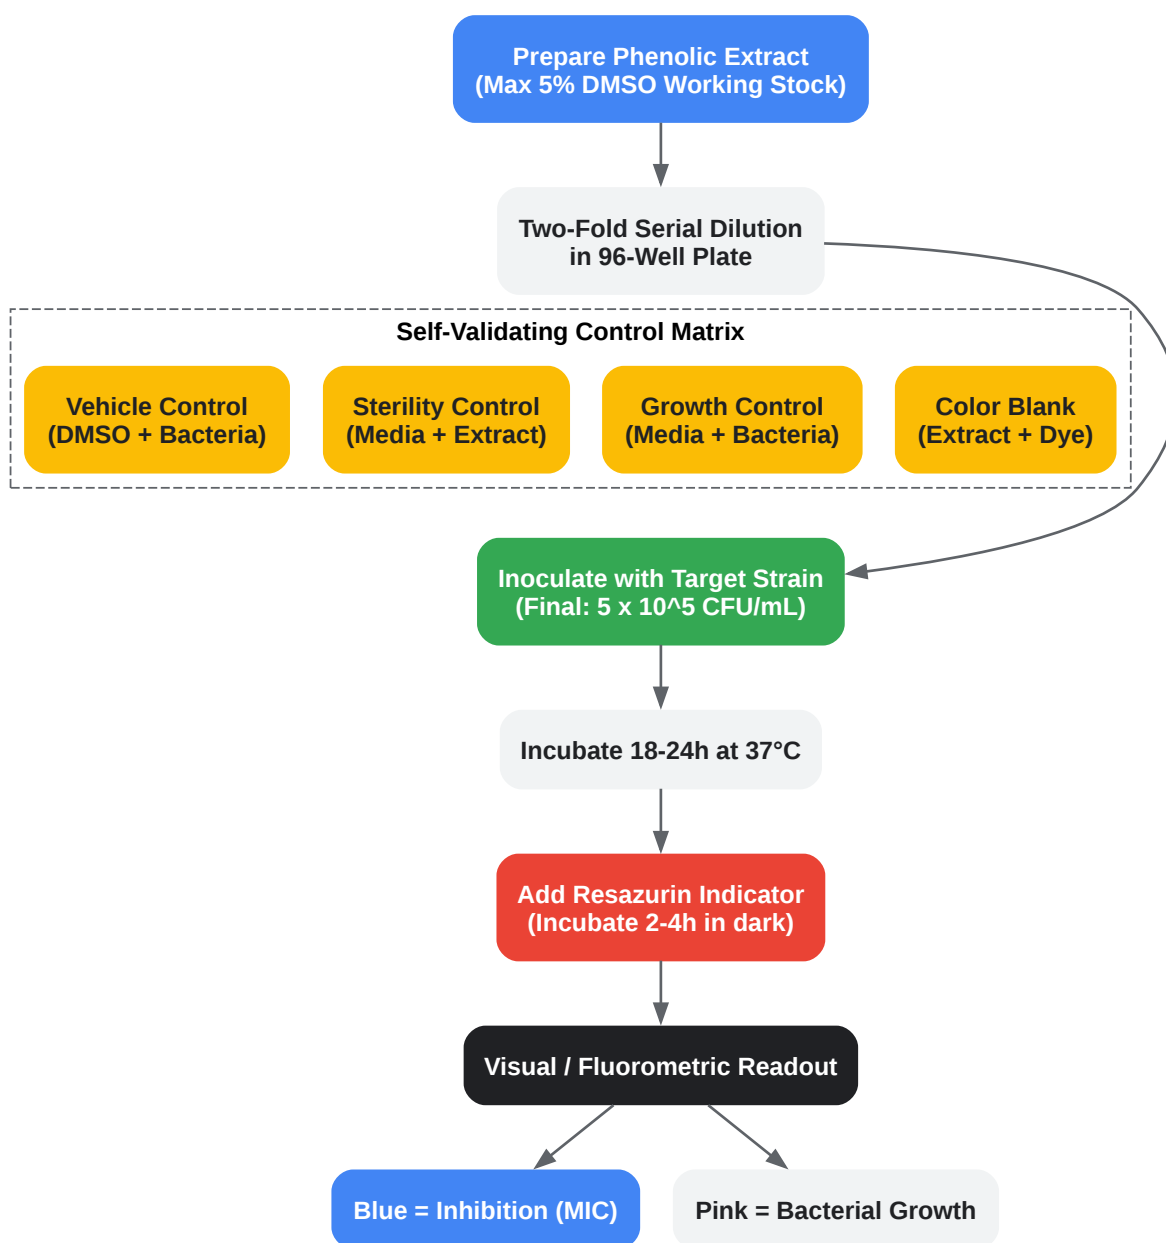 Prepare Phenolic Extract
(Max 5% DMSO Working Stock)
Two-Fold Serial Dilution
in 96-Well Plate
Self-Validating Control Matrix
Vehicle Control
(DMSO + Bacteria)
Sterility Control
(Media + Extract)
Growth Control
(Media + Bacteria)
Color Blank
(Extract + Dye)
Inoculate with Target Strain
(Final: 5 x 10^5 CFU/mL)
Incubate 18-24h at 37°C
Add Resazurin Indicator
(Incubate 2-4h in dark)
Visual / Fluorometric Readout
Blue = Inhibition (MIC)
Pink = Bacterial Growth